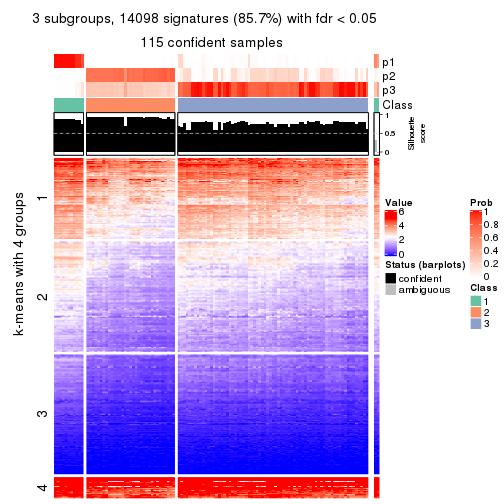 3 subgroups, 14098 signatures (85.7%) with fdr < 0.05
115 confident samples
p1
p2
p3
Class
1
0.5
0
Silhouette
score
k-means with 4 groups
1
2
3
4
Value
6
4
2
0
Status (barplots)
confident
ambiguous
Prob
1
0.8
0.6
0.4
0.2
0
Class
1
2
3